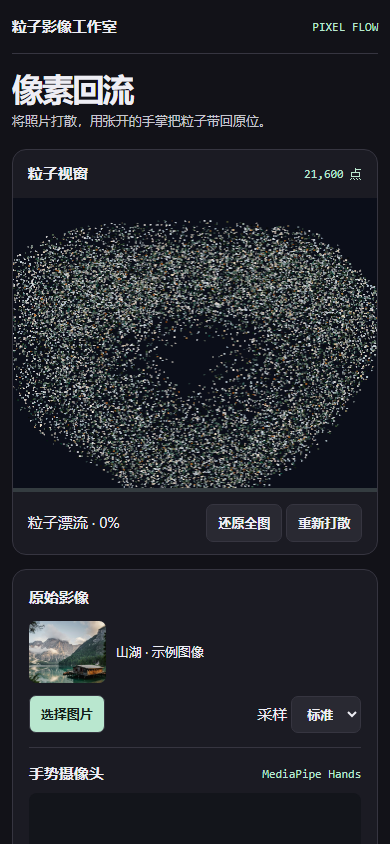 粒子影像工作室 PIXEL FLOW
像素回流
将照片打散，用张开的手掌把粒子带回原位。
粒子视窗 21,600 点
粒子漂流 · 0% 还原全图 重新打散
原始影像
山湖 · 示例图像
选择图片 采样 标准
手势摄像头 MediaPipe Hands